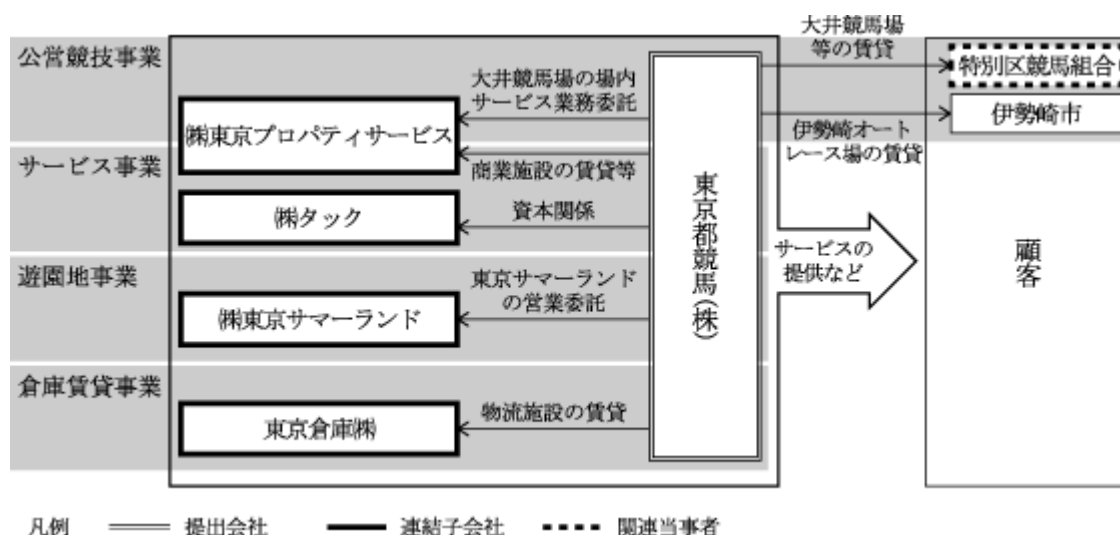 公営競技事業
大井競馬場の場内
サービス業務委託
㈱東京プロパティサービス
大井競馬場
等の賃貸
特別区競馬組合
伊勢崎市
伊勢崎オート
レース場の賃貸
サービス事業
商業施設の賃貸等
㈱タック
資本関係
東京都競馬(株)
サービスの
提供など
顧客
遊園地事業
東京サマーランド
の営業委託
㈱東京サマーランド
倉庫賃貸事業
物流施設の賃貸
東京倉庫㈱
凡例 提出会社 連結子会社 関連当事者